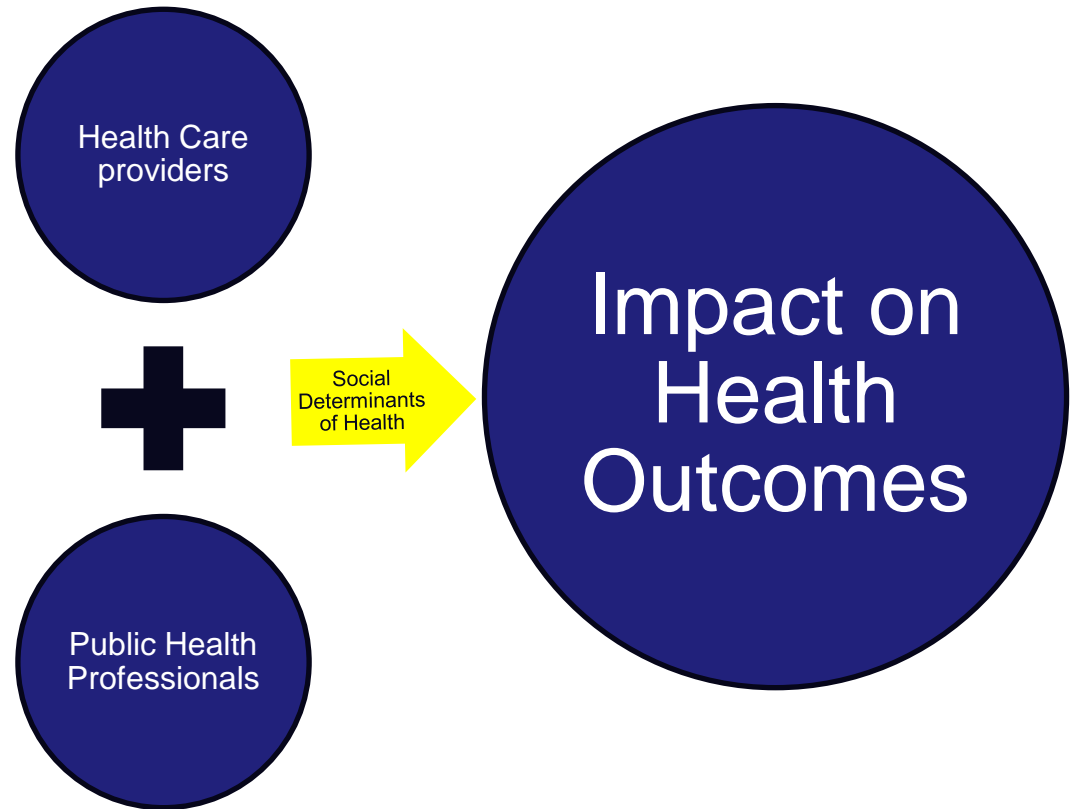 Health Care
providers
Social
Determinants
of Health
Public Health
Professionals
Impact on
Health
Outcomes